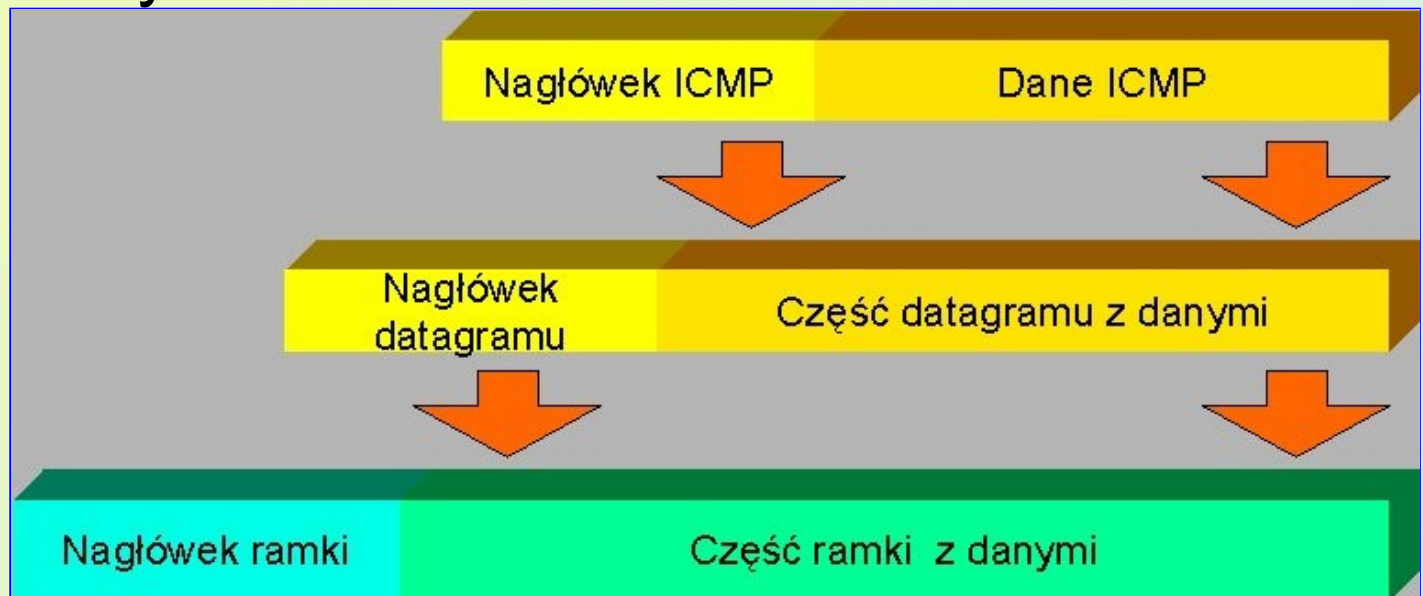 Nagłówek ICMP Dane ICMP
Nagłówek
datagramu
Część datagramu z danymi
Nagłówek ramki Część ramki z danymi